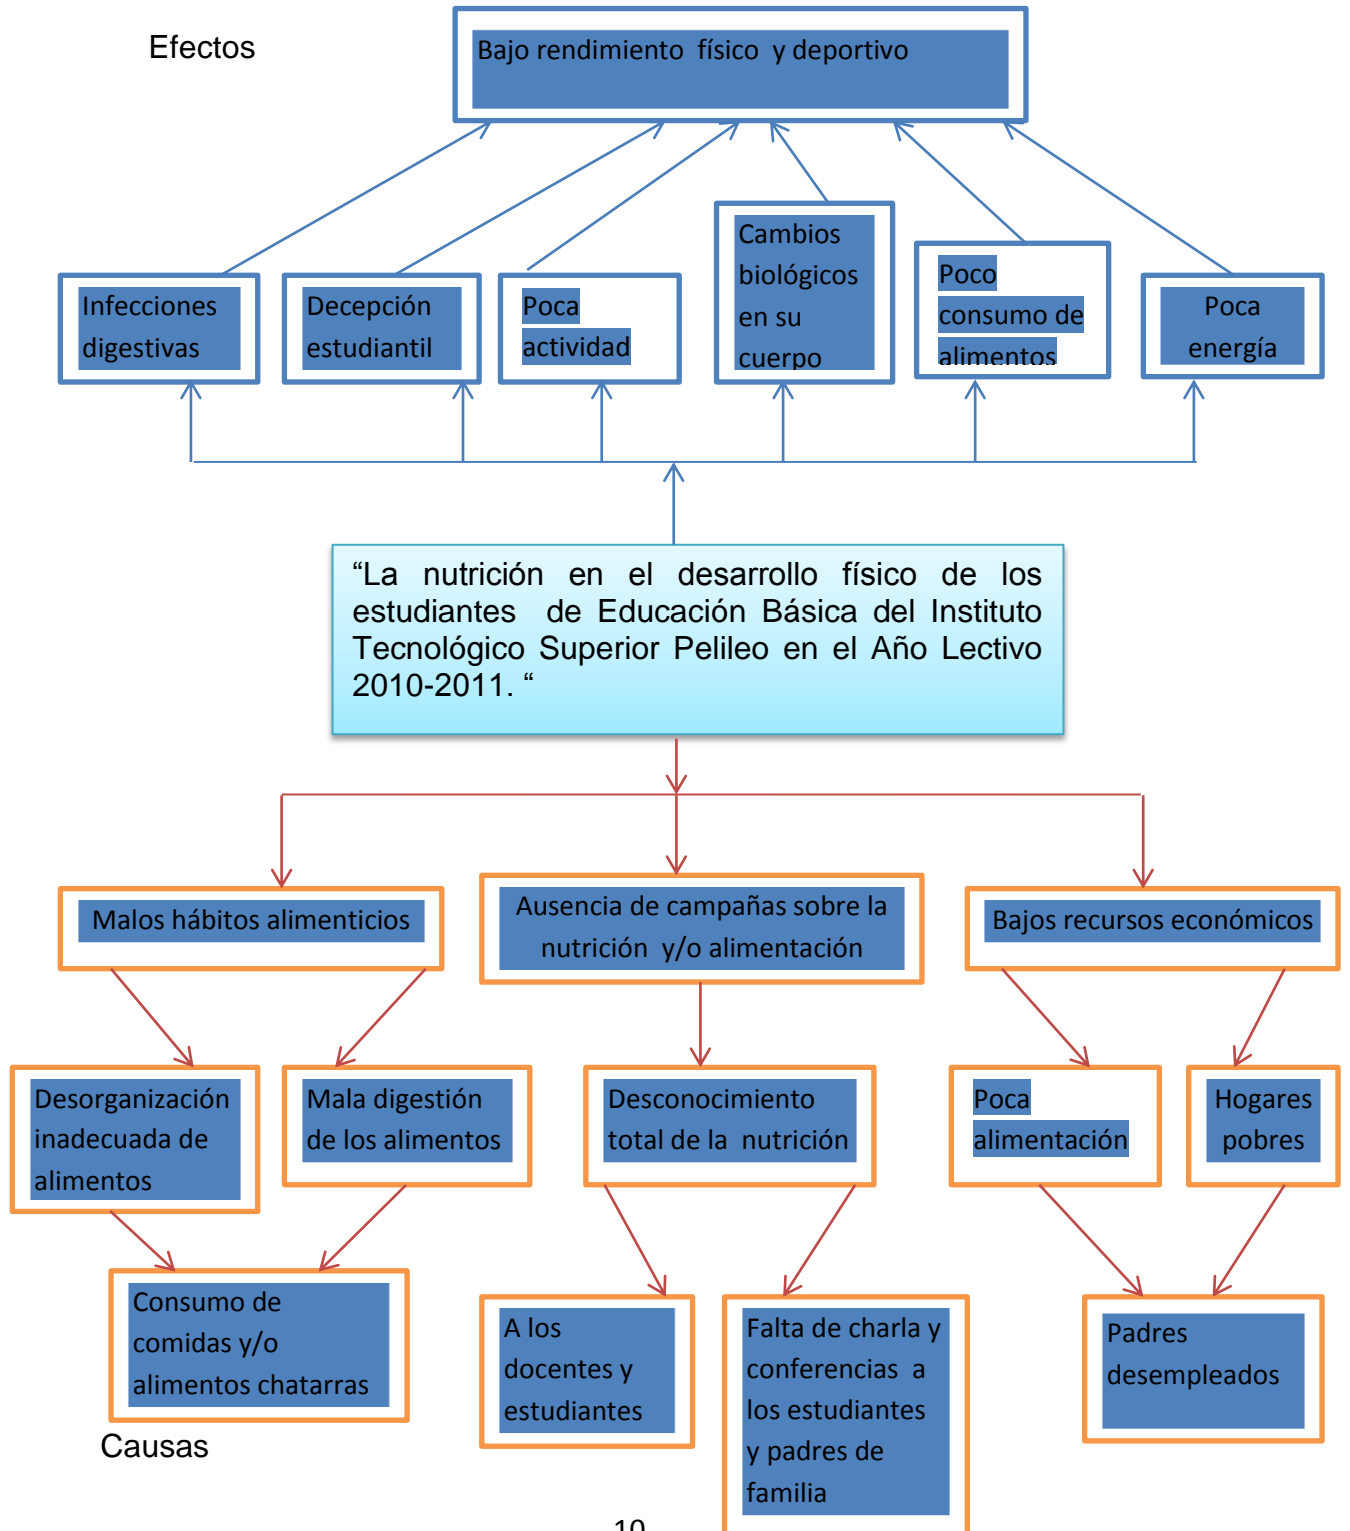 Efectos
Bajo rendimiento físico y deportivo
Infecciones
digestivas
Decepción
estudiantil
Poca
actividad
Cambios
biológicos
en su
cuerpo
Poco
consumo de
alimentos
Poca
energía
“La nutrición en el desarrollo físico de los
estudiantes de Educación Básica del Instituto
Tecnológico Superior Pelileo en el Año Lectivo
2010-2011. “
Malos hábitos alimenticios
Ausencia de campañas sobre la
nutrición y/o alimentación
Bajos recursos económicos
Desorganización
inadecuada de
alimentos
Mala digestión
de los alimentos
Desconocimiento
total de la nutrición
Poca
alimentación
Hogares
pobres
Consumo de
comidas y/o
alimentos chatarras
A los
docentes y
estudiantes
Falta de charla y
conferencias a
los estudiantes
y padres de
familia
Padres
desempleados
Causas
10